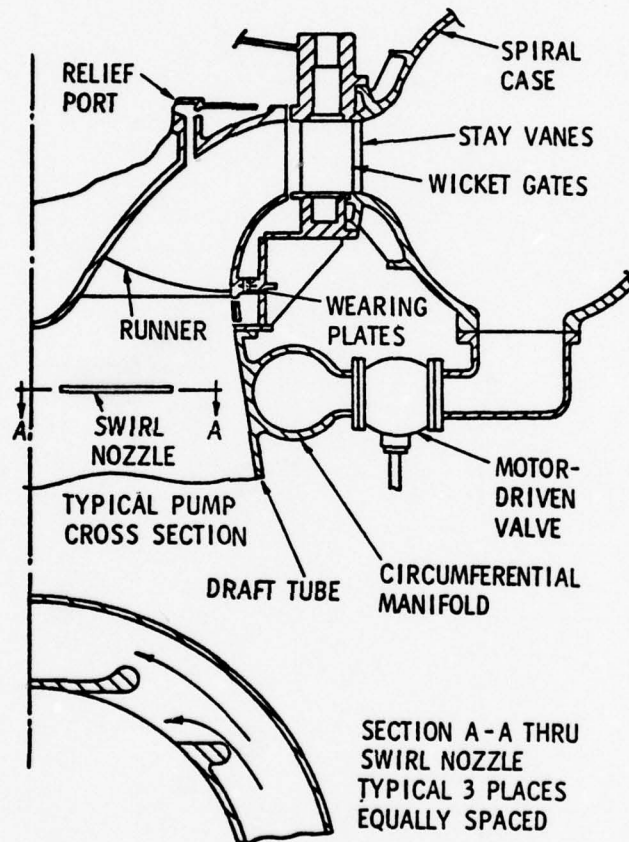 RELIEF
PORT
SPIRAL
CASE
STAY VANES
WICKET GATES
RUNNER
WEARING
PLATES
A
A
SWIRL
NOZZLE
TYPICAL PUMP
CROSS SECTION
MOTOR-
DRIVEN
VALVE
DRAFT TUBE
CIRCUMFERENTIAL
MANIFOLD
SECTION A-A THRU
SWIRL NOZZLE
TYPICAL 3 PLACES
EQUALLY SPACED